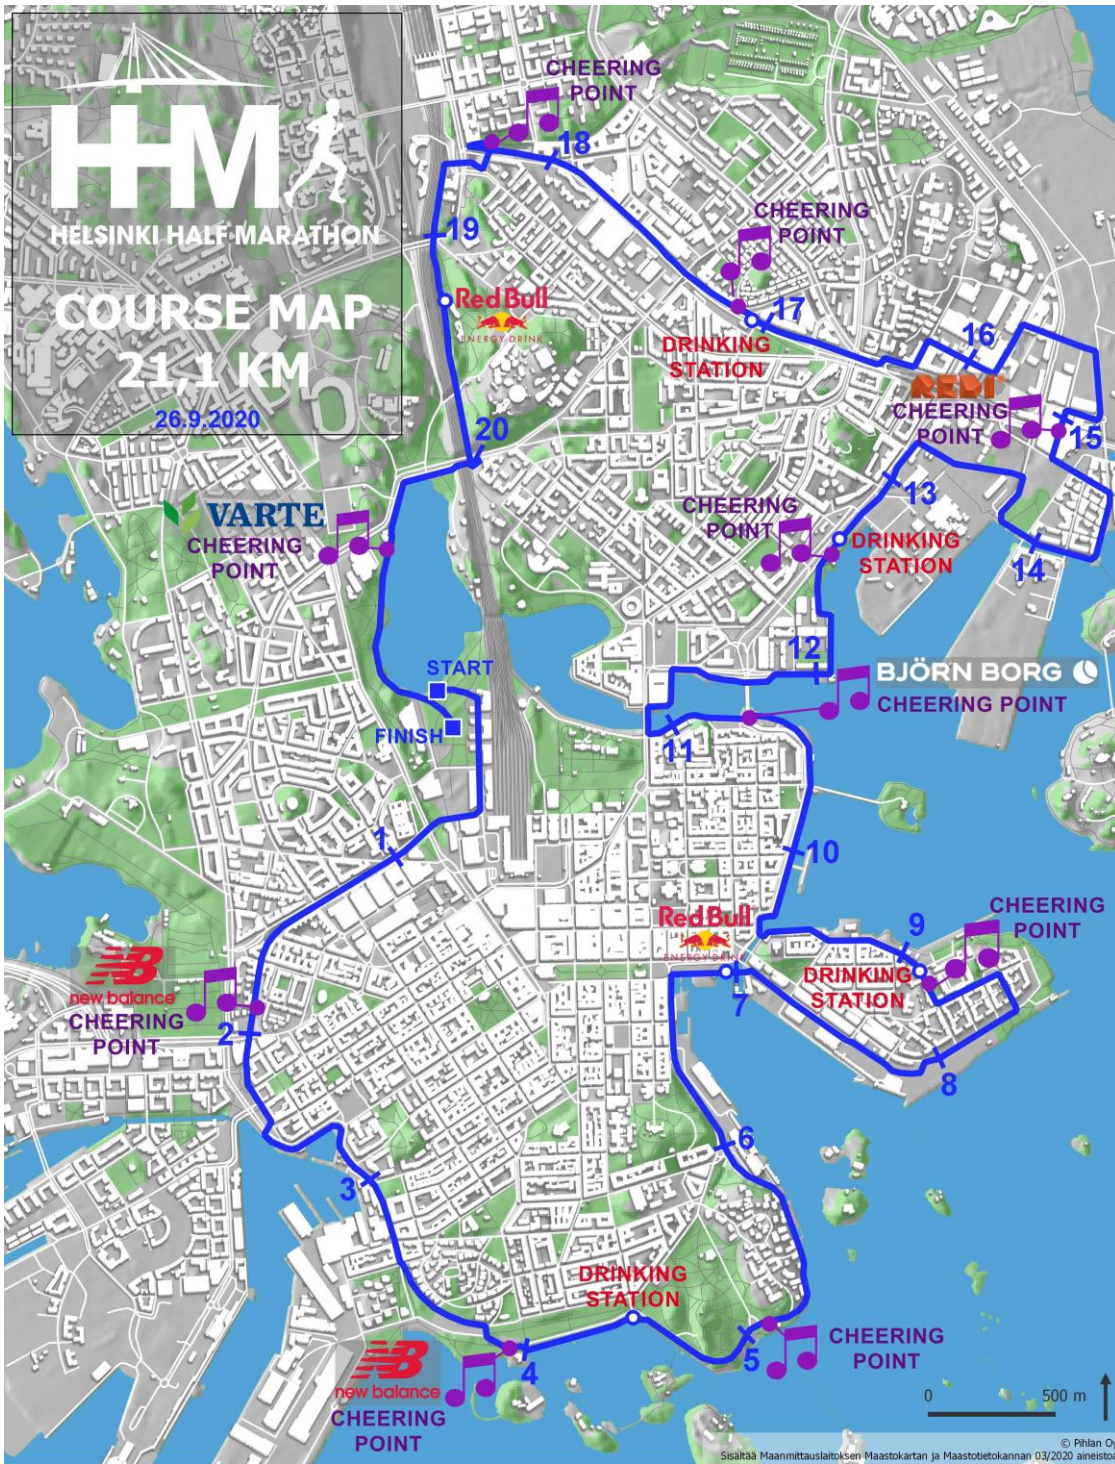 HHM
HELSINKI HALF MARATHON
COURSE MAP
21,1 KM
26.9.2020
CHEERING
POINT
18
19
CHEERING
POINT
Red Bull
ENERGY DRINK
17
DRINKING
STATION
16
REDI
CHEERING
POINT
15
20
VARTE
CHEERING
POINT
13
CHEERING
POINT
DRINKING
STATION
14
START
FINISH
12
BJÖRN BORG
CHEERING POINT
11
1
10
Red Bull
ENERGY DRINK
CHEERING
POINT
9
DRINKING
STATION
7
8
new balance
CHEERING
POINT
2
6
3
DRINKING
STATION
5
CHEERING
POINT
4
new balance
CHEERING
POINT
0 500 m
© Pihlan Oy
Sisältää Maanmittauslaitoksen Maastokartan ja Maastotietokannan 03/2020 aineistoa